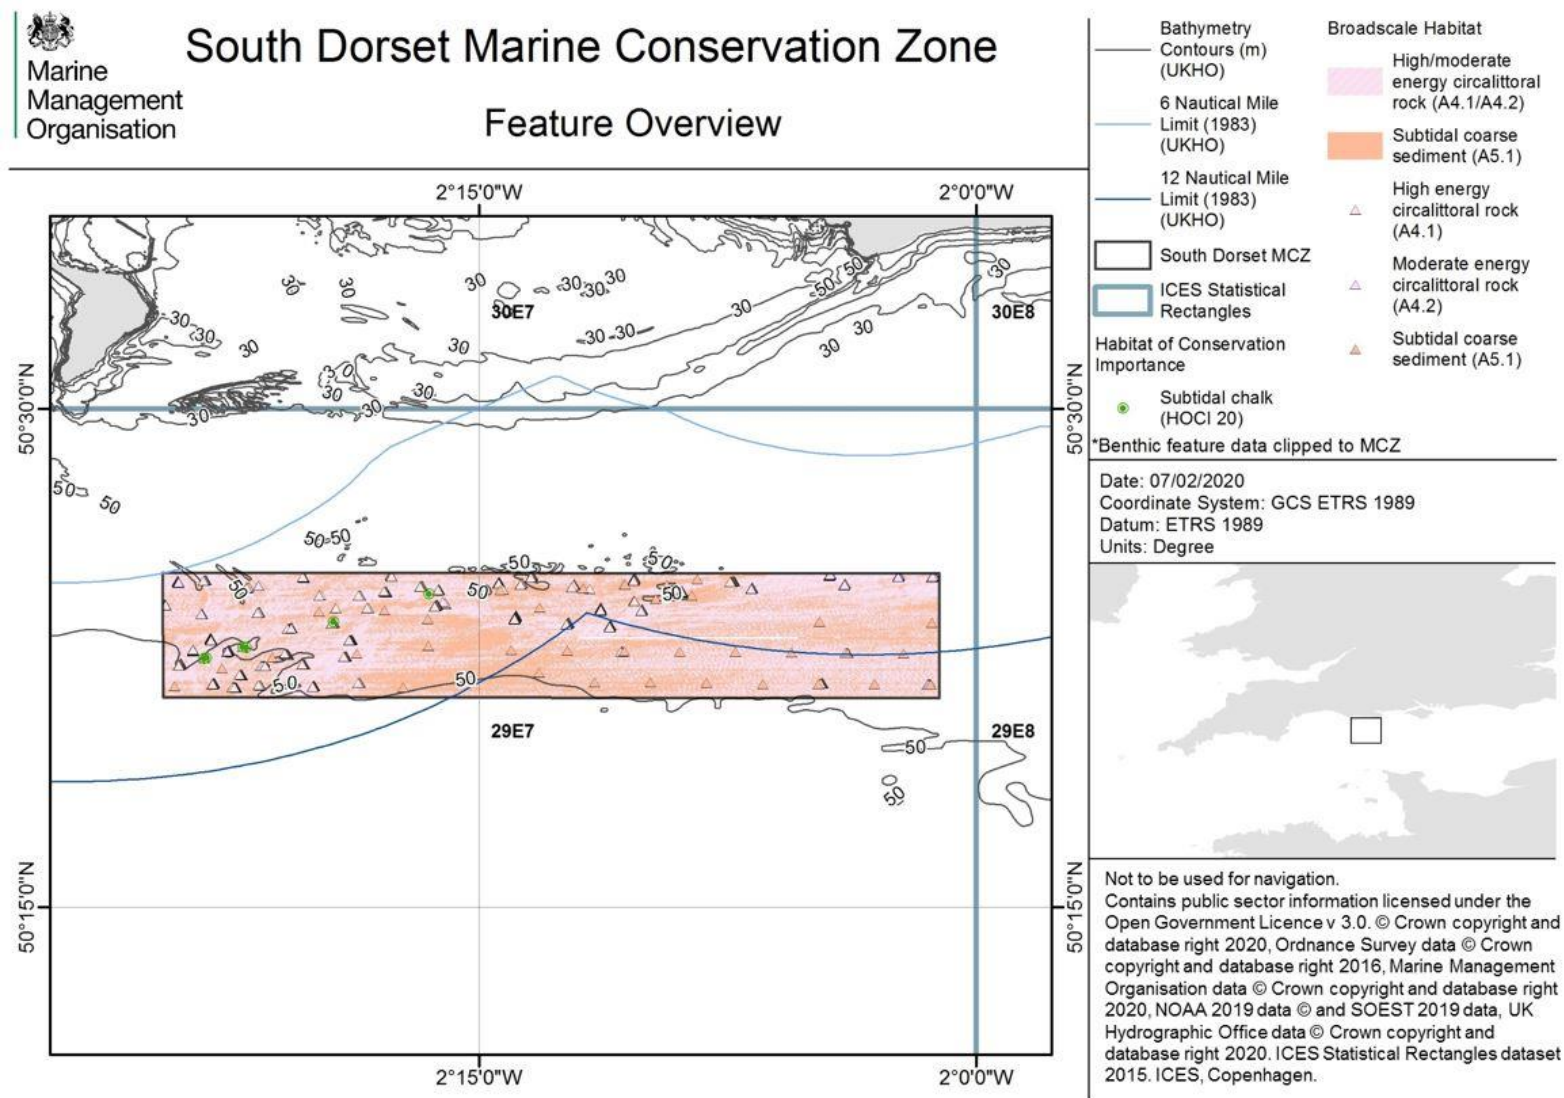 Marine
Management
Organisation
South Dorset Marine Conservation Zone
Feature Overview
2°15'0"W
2°0'0"W
50°30'0"N
50°30'0"N
50°15'0"N
50°15'0"N
2°15'0"W
2°0'0"W
30E7
30E8
29E7
29E8
30
30
30
-30
30
30
30
-30
30
30
30
-30
30
-30
30
30
30
30
30
30
30
-50
50
50
50
50
-50
50
50
50
50
50
50
50
50
50
Bathymetry
Contours (m)
(UKHO)
6 Nautical Mile
Limit (1983)
(UKHO)
12 Nautical Mile
Limit (1983)
(UKHO)
South Dorset MCZ
ICES Statistical
Rectangles
Habitat of Conservation
Importance
Subtidal chalk
(HOCI 20)
*Benthic feature data clipped to MCZ
Broadscale Habitat
High/moderate
energy circalittoral
rock (A4.1/A4.2)
Subtidal coarse
sediment (A5.1)
High energy
circalittoral rock
(A4.1)
Moderate energy
circalittoral rock
(A4.2)
Subtidal coarse
sediment (A5.1)
Date: 07/02/2020
Coordinate System: GCS ETRS 1989
Datum: ETRS 1989
Units: Degree
Not to be used for navigation.
Contains public sector information licensed under the
Open Government Licence v 3.0. © Crown copyright and
database right 2020, Ordnance Survey data © Crown
copyright and database right 2016, Marine Management
Organisation data © Crown copyright and database right
2020, NOAA 2019 data © and SOEST 2019 data, UK
Hydrographic Office data © Crown copyright and
database right 2020. ICES Statistical Rectangles dataset
2015. ICES, Copenhagen.